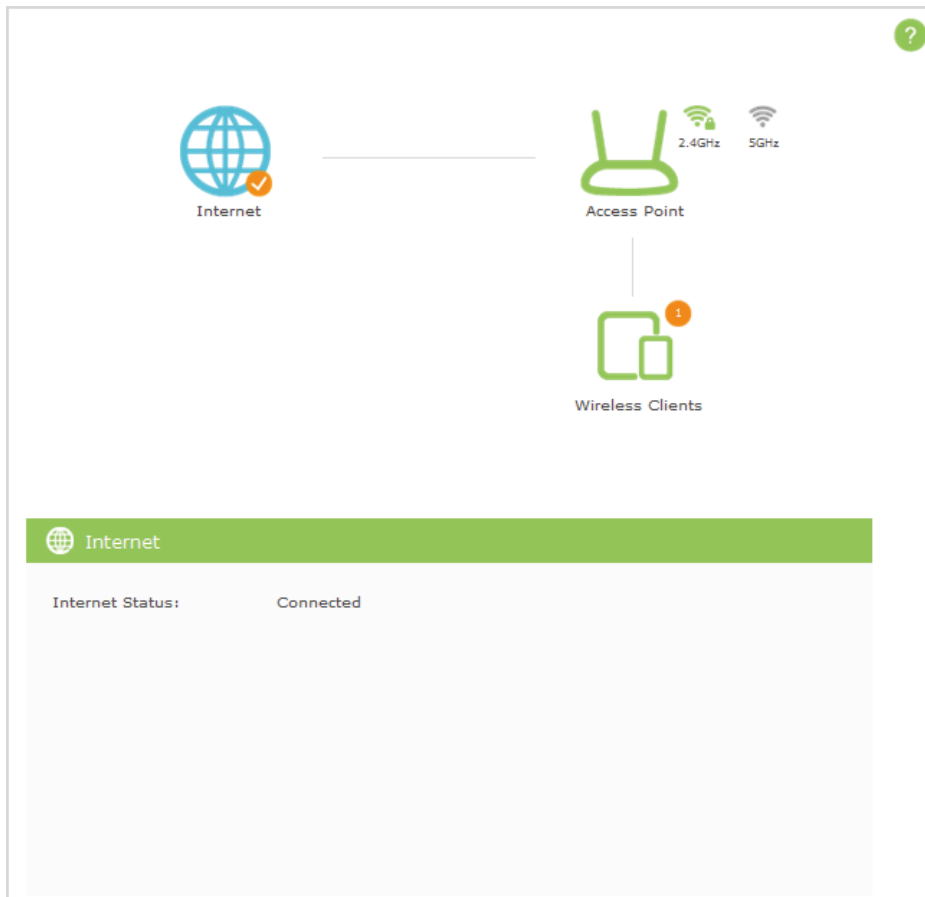 ?
2.4GHz 5GHz
Internet
Access Point
1
Wireless Clients
Internet
Internet Status: Connected